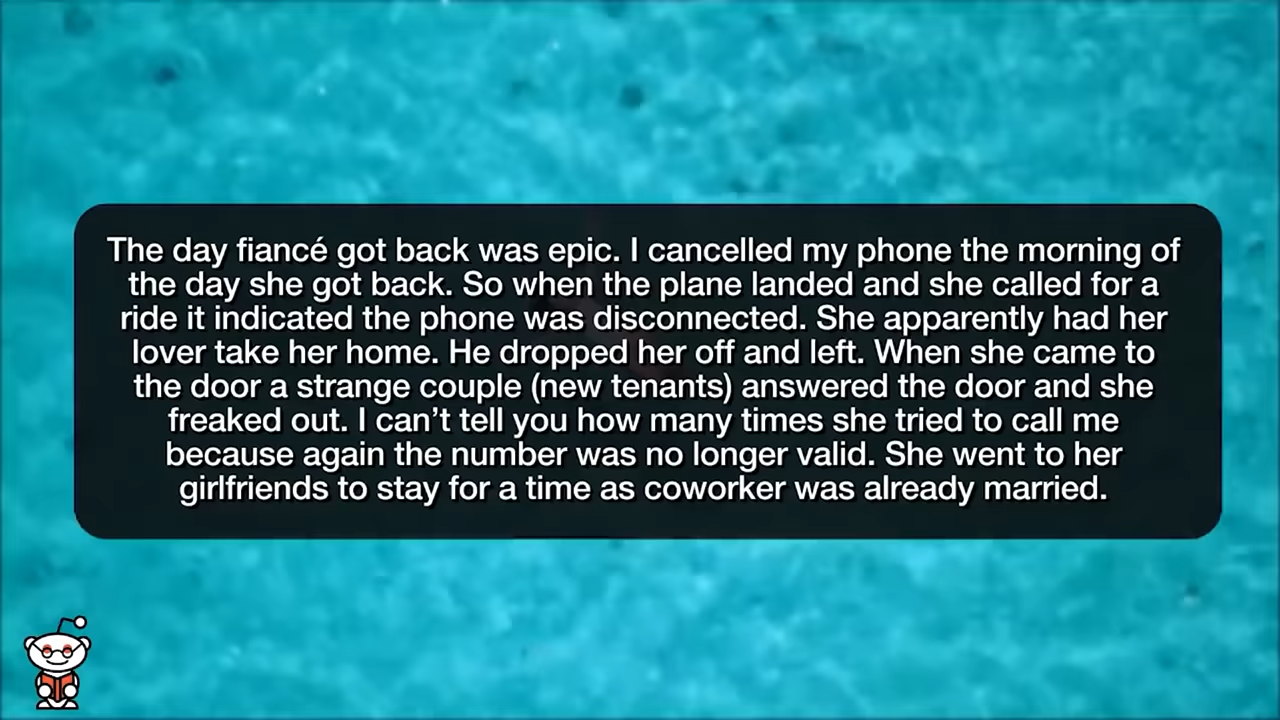 The day fiancé got back was epic. I cancelled my phone the morning of
the day she got back. So when the plane landed and she called for a
ride it indicated the phone was disconnected. She apparently had her
lover take her home. He dropped her off and left. When she came to
the door a strange couple (new tenants) answered the door and she
freaked out. I can’t tell you how many times she tried to call me
because again the number was no longer valid. She went to her
girlfriends to stay for a time as coworker was already married.